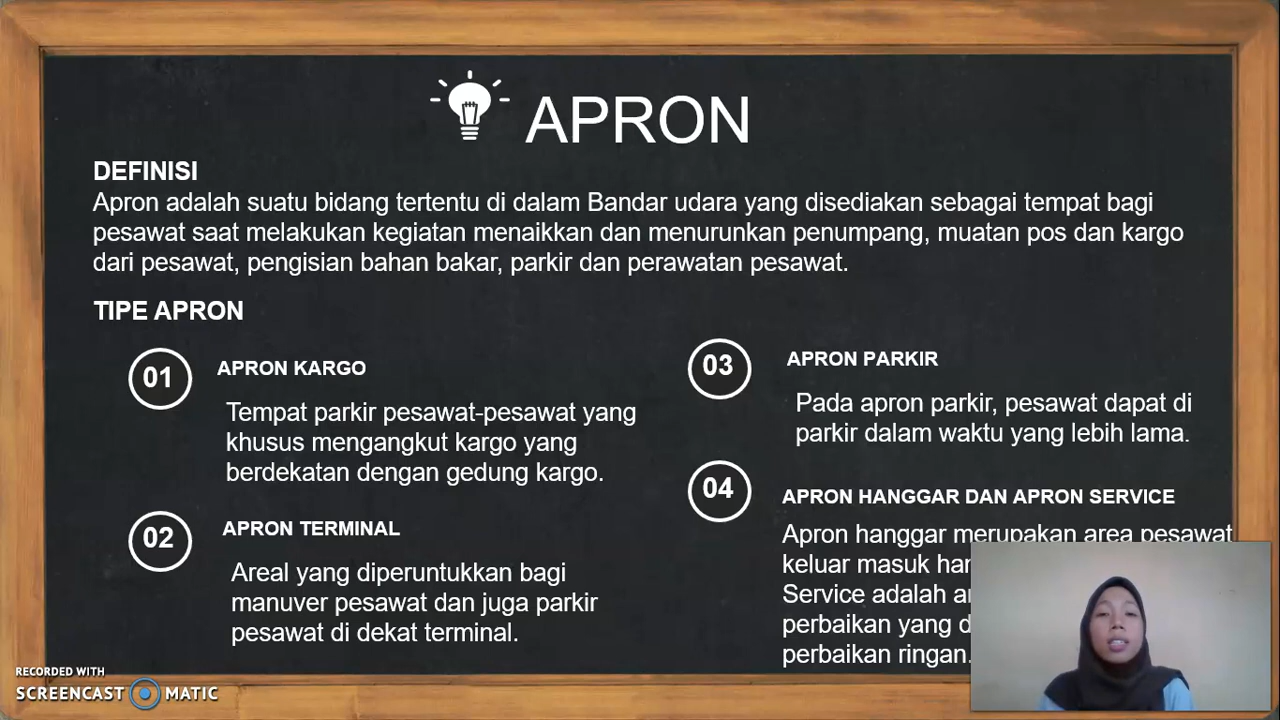 APRON
DEFINISI
Apron adalah suatu bidang tertentu di dalam Bandar udara yang disediakan sebagai tempat bagi
pesawat saat melakukan kegiatan menaikkan dan menurunkan penumpang, muatan pos dan kargo
dari pesawat, pengisian bahan bakar, parkir dan perawatan pesawat.
TIPE APRON
01
APRON KARGO
Tempat parkir pesawat-pesawat yang
khusus mengangkut kargo yang
berdekatan dengan gedung kargo.
02
APRON TERMINAL
Areal yang diperuntukkan bagi
manuver pesawat dan juga parkir
pesawat di dekat terminal.
03
APRON PARKIR
Pada apron parkir, pesawat dapat di
parkir dalam waktu yang lebih lama.
04
APRON HANGGAR DAN APRON SERVICE
Apron hanggar merupakan area pesawat
keluar masuk
Service adalah
perbaikan yang
perbaikan ringan.
RECORDED WITH
SCREENCAST MATIC